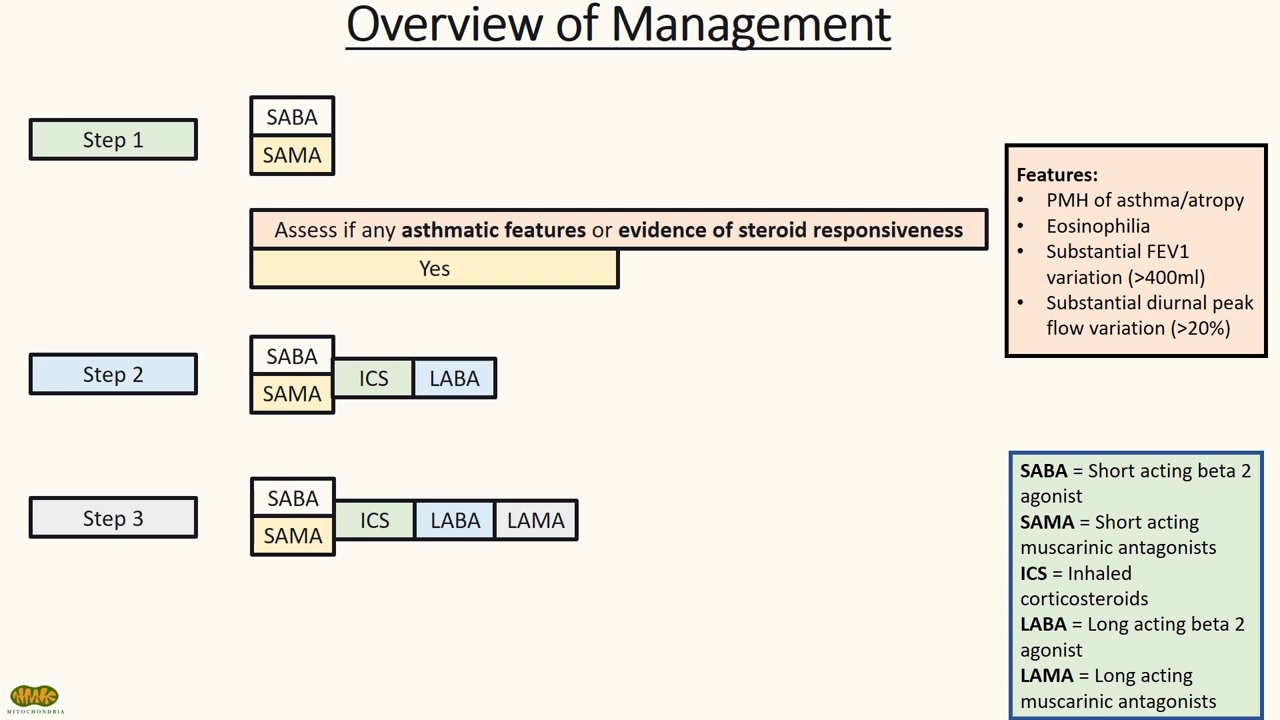 Overview of Management
Step 1
SABA
SAMA
Assess if any asthmatic features or evidence of steroid responsiveness
Yes
Features:
• PMH of asthma/atropy
• Eosinophilia
• Substantial FEV1
variation (>400ml)
• Substantial diurnal peak
flow variation (>20%)
Step 2
SABA
SAMA
ICS
LABA
Step 3
SABA
SAMA
ICS
LABA
LAMA
SABA = Short acting beta 2
agonist
SAMA = Short acting
muscarinic antagonists
ICS = Inhaled
corticosteroids
LABA = Long acting beta 2
agonist
LAMA = Long acting
muscarinic antagonists
MITOCHONDRIA